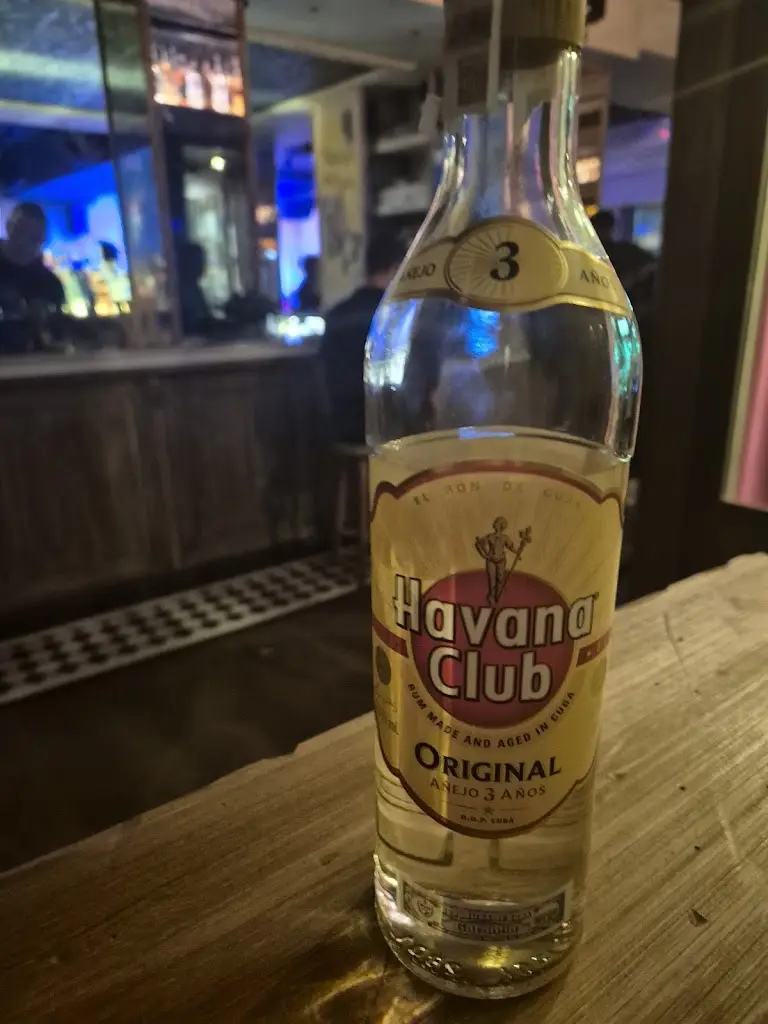 AÑEJO 3 AÑO
EL RON DE CUBA
Havana
Club
RUM MADE AND AGED IN CUBA
ORIGINAL
AÑEJO 3 AÑOS
D.O.P. CUBA